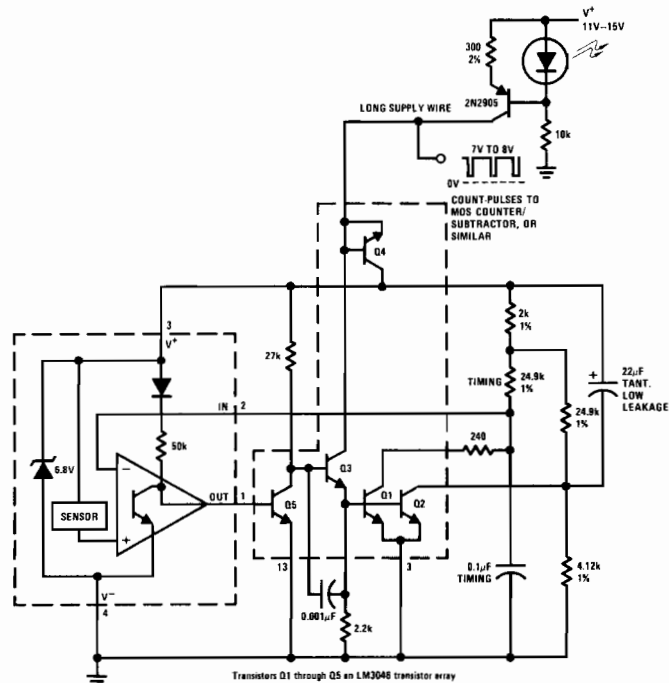 V+
11V–15V
300
2%
2N2905
LONG SUPPLY WIRE
10k
7V TO 8V
0V
COUNT-PULSES TO
MOS COUNTER/
SUBTRACTOR, OR
SIMILAR
Q4
3
V+
27k
2k
1%
TIMING
24.9k
1%
22µF
TANT.
LOW
LEAKAGE
+
IN
2
24.9k
1%
50k
240
6.8V
–
Q3
Q1
Q2
OUT
1
Q5
SENSOR
+
13
3
0.1µF
TIMING
4.12k
1%
V–
4
0.001µF
2.2k
Transistors Q1 through Q5 on LM3046 transistor array